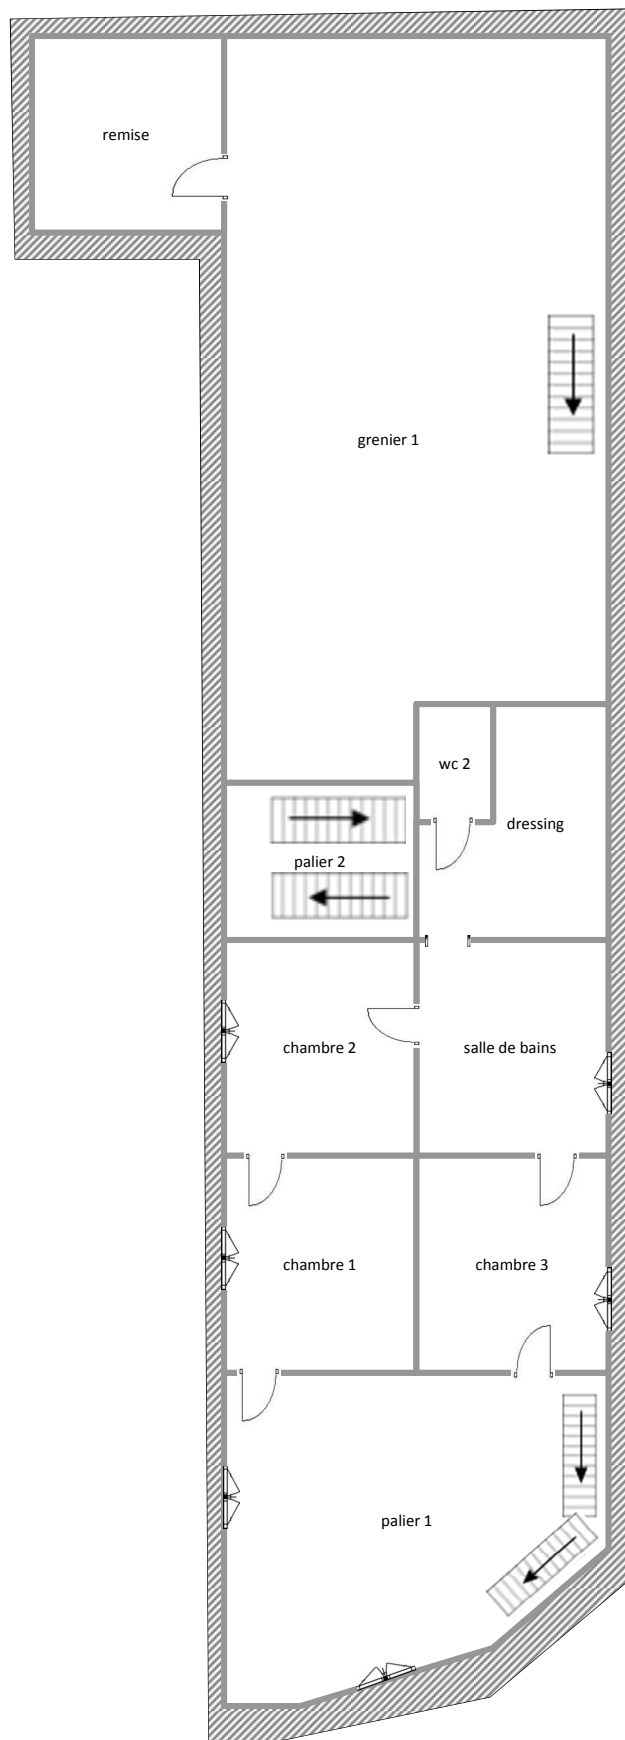 remise
grenier 1
wc 2
dressing
palier 2
chambre 2
salle de bains
chambre 1
chambre 3
palier 1